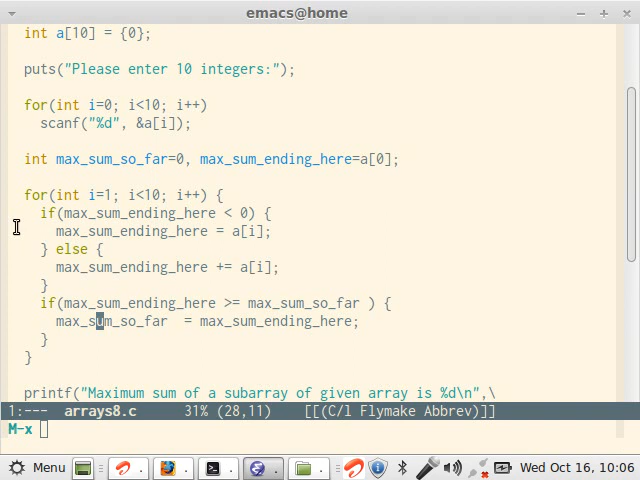 emacs@home
int a[10] = {0};
puts("Please enter 10 integers:");
for(int i=0; i<10; i++)
scanf("%d", &a[i]);
int max_sum_so_far=0, max_sum_ending_here=a[0];
for(int i=1; i<10; i++) {
if(max_sum_ending_here < 0) {
max_sum_ending_here = a[i];
} else {
max_sum_ending_here += a[i];
}
if(max_sum_ending_here >= max_sum_so_far ) {
max_sum_so_far  = max_sum_ending_here;
}
}
printf("Maximum sum of a subarray of given array is %d\n",\
1:---  arrays8.c      31% (28,11)    [[(C/l Flymake Abbrev)]]
M-x
Menu . . . . . Wed Oct 16, 10:06